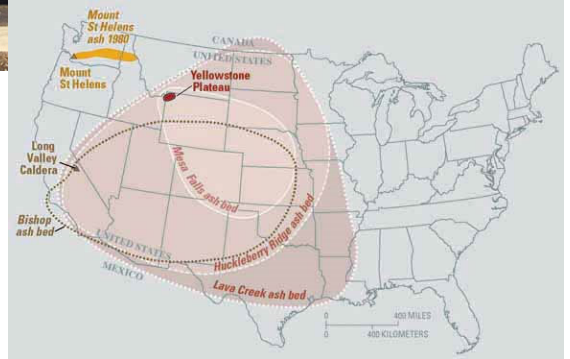 Mount
St Helens
ash 1980
CANADA
UNITED STATES
Mount
St Helens
Yellowstone
Plateau
Long
Valley
Caldera
Mesa Falls ash bed
Bishop
ash bed
UNITED STATES
MEXICO
Huckleberry Ridge ash bed
Lava Creek ash bed
0 400 MILES
0 400 KILOMETERS